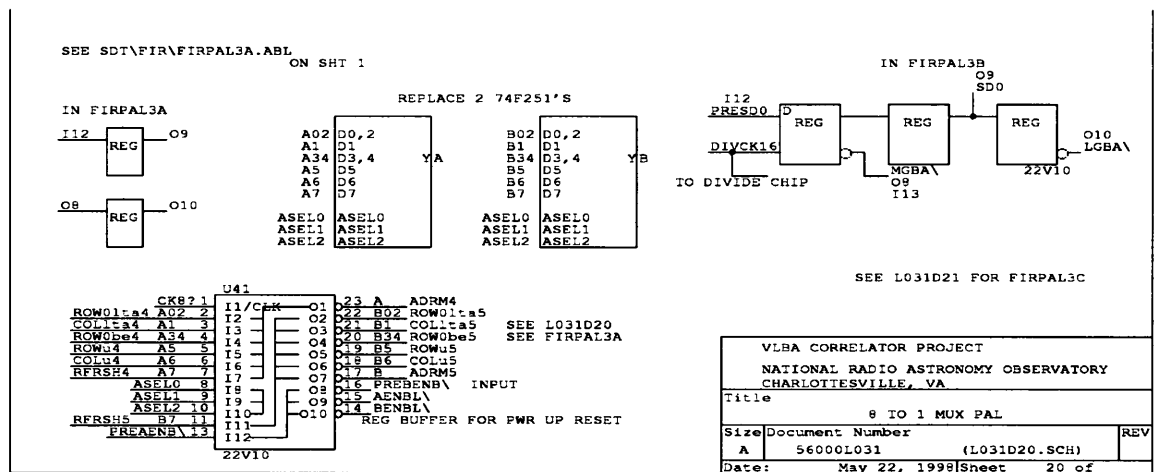 SEE SDT\FIR\FIRPAL3A.ABL
ON SHT 1
IN FIRPAL3A
I12 REG O9
O8 REG O10
REPLACE 2 74F251'S
A02 D0,2
A1 D1
A34 D3,4 YA
A5 D5
A6 D6
A7 D7
ASEL0 ASEL0
ASEL1 ASEL1
ASEL2 ASEL2
B02 D0,2
B1 D1
B34 D3,4 YB
B5 D5
B6 D6
B7 D7
ASEL0 ASEL0
ASEL1 ASEL1
ASEL2 ASEL2
IN FIRPAL3B
O9
SD0
I12
PRESD0 D
REG REG REG
DIVCK16
TO DIVIDE CHIP
MGBA\
O8
I13
O10
LGBA\
22V10
SEE L031D21 FOR FIRPAL3C
U41
CK8? 1 I1/CLK O1 23 A ADRM4
ROW01ta4 A02 2 I2 O2 22 B02 ROW01ta5
COL1ta4 A1 3 I3 O3 21 B1 COL1ta5 SEE L031D20
ROW0be4 A34 4 I4 O4 20 B34 ROW0be5 SEE FIRPAL3A
ROWu4 A5 5 I5 O5 19 B5 ROWu5
COLu4 A6 6 I6 O6 18 B6 COLu5
RFRSH4 A7 7 I7 O7 17 B ADRM5
ASEL0 8 I8 O8 16 PREBENB\ INPUT
ASEL1 9 I9 O9 15 AENBL\
ASEL2 10 I10 O10 14 BENBL\
RFRSH5 B7 11 I11 REG BUFFER FOR PWR UP RESET
PREAENB\ 13 I12
22V10
VLBA CORRELATOR PROJECT
NATIONAL RADIO ASTRONOMY OBSERVATORY
CHARLOTTESVILLE, VA
Title
8 TO 1 MUX PAL
Size Document Number REV
A 56000L031 (L031D20.SCH)
Date: May 22, 1998 Sheet 20 of